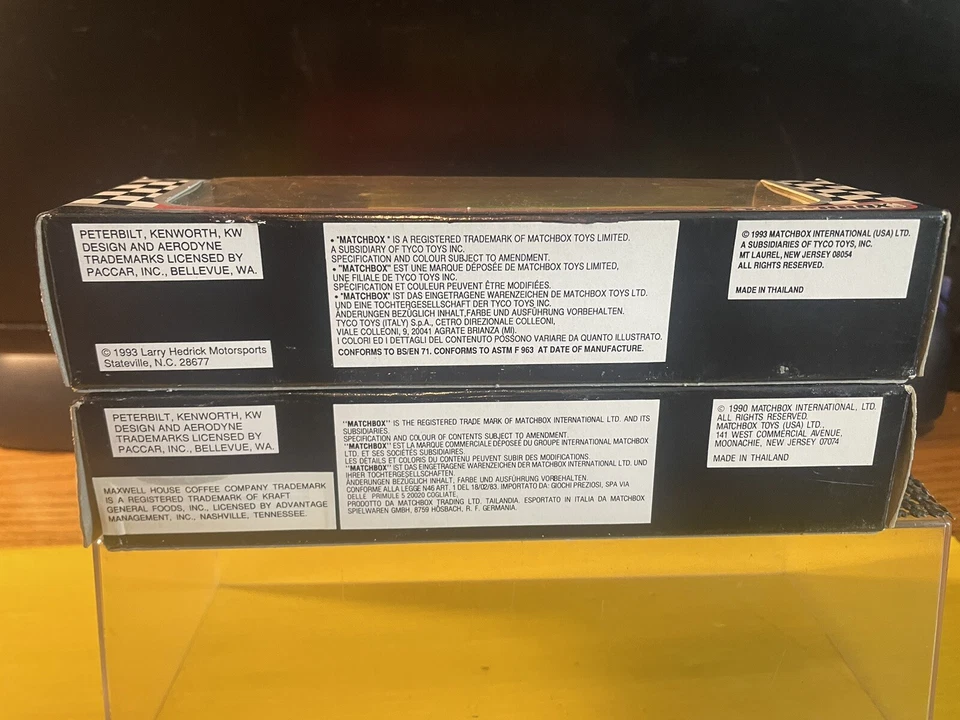 PETERBILT, KENWORTH, KW
DESIGN AND AERODYNE
TRADEMARKS LICENSED BY
PACCAR, INC., BELLEVUE, WA.
© 1993 Larry Hedrick Motorsports
Stateville, N.C. 28677
• "MATCHBOX" IS A REGISTERED TRADEMARK OF MATCHBOX TOYS LIMITED.
A SUBSIDIARY OF TYCO TOYS INC.
SPECIFICATION AND COLOUR SUBJECT TO AMENDMENT.
• "MATCHBOX" EST UNE MARQUE DÉPOSÉE DE MATCHBOX TOYS LIMITED,
UNE FILIALE DE TYCO TOYS INC.
SPÉCIFICATION ET COULEUR PEUVENT ÊTRE MODIFIÉES.
• "MATCHBOX" IST DAS EINGETRAGENE WARENZEICHEN DE MATCHBOX TOYS LTD.
UND EINE TOCHTERGESELLSCHAFT DER TYCO TOYS INC.
ÄNDERUNGEN BEZÜGLICH INHALT,FARBE UND AUSFÜHRUNG VORBEHALTEN.
TYCO TOYS (ITALY) S.p.A., CETRO DIREZIONALE COLLEONI,
VIALE COLLEONI, 9, 20041 AGRATE BRIANZA (MI).
I COLORI ED I DETTAGLI DEL CONTENUTO POSSONO VARIARE DA QUANTO ILLUSTRATO.
CONFORMS TO BS/EN 71. CONFORMS TO ASTM F 963 AT DATE OF MANUFACTURE.
© 1993 MATCHBOX INTERNATIONAL (USA) LTD.
A SUBSIDIARIES OF TYCO TOYS, INC.
MT LAUREL, NEW JERSEY 08054
ALL RIGHTS RESERVED.
MADE IN THAILAND
PETERBILT, KENWORTH, KW
DESIGN AND AERODYNE
TRADEMARKS LICENSED BY
PACCAR, INC., BELLEVUE, WA.
MAXWELL HOUSE COFFEE COMPANY TRADEMARK
IS A REGISTERED TRADEMARK OF KRAFT
GENERAL FOODS, INC., LICENSED BY ADVANTAGE
MANAGEMENT, INC., NASHVILLE, TENNESSEE.
"MATCHBOX" IS THE REGISTERED TRADE MARK OF MATCHBOX INTERNATIONAL LTD. AND ITS
SUBSIDIARIES.
SPECIFICATION AND COLOUR OF CONTENTS SUBJECT TO AMENDMENT.
"MATCHBOX" EST LA MARQUE COMMERCIALE DÉPOSÉE DU GROUPE INTERNATIONAL MATCHBOX
LTD. ET SES SOCIÉTÉS SUBSIDIAIRES.
LES DÉTAILS ET COLORIS DU CONTENU PEUVENT SUBIR DES MODIFICATIONS.
"MATCHBOX" IST DAS EINGETRAGENE WARENZEICHEN DER MATCHBOX INTERNATIONAL LTD. UND
IHRER TOCHTERGESELLSCHAFTEN.
ÄNDERUNGEN BEZÜGLICH INHALT, FARBE UND AUSFÜHRUNG VORBEHALTEN.
CONFORME ALLA LEGGE N46 ART. 1 DEL 18/02/83. IMPORTATO DA: GIOCHI PREZIOSI, SPA VIA
DELLE PRIMULE 5 20020 COGLIATE,
PRODOTTO DA MATCHBOX TRADING LTD. TAILANDIA. ESPORTATO IN ITALIA DA MATCHBOX
SPIELWAREN GMBH, 8759 HÖSBACH, R. F. GERMANIA.
© 1990 MATCHBOX INTERNATIONAL, LTD.
ALL RIGHTS RESERVED.
MATCHBOX TOYS (USA) LTD.,
141 WEST COMMERCIAL AVENUE,
MOONACHIE, NEW JERSEY 07074
MADE IN THAILAND